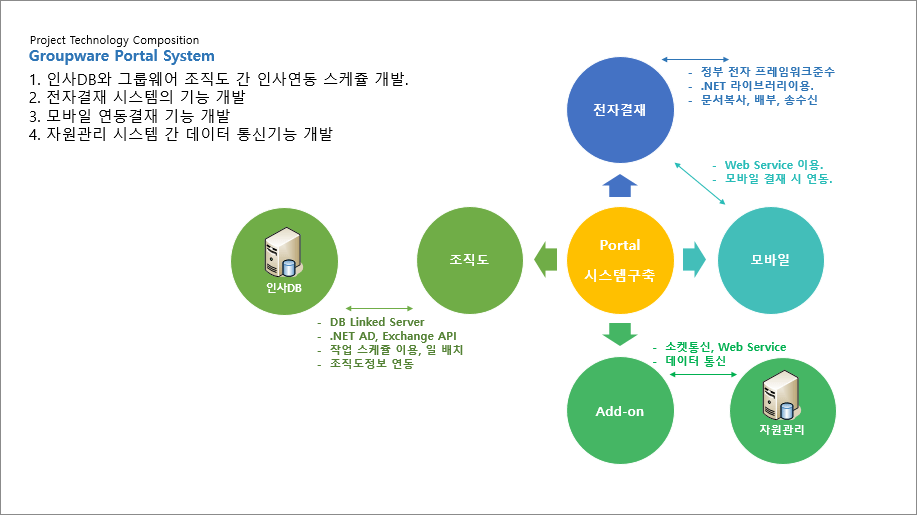 Project Technology Composition
Groupware Portal System
1. 인사DB와 그룹웨어 조직도 간 인사연동 스케쥴 개발.
2. 전자결재 시스템의 기능 개발
3. 모바일 연동결재 기능 개발
4. 자원관리 시스템 간 데이터 통신기능 개발
전자결재
- 정부 전자 프레임워크준수
- .NET 라이브러리이용.
- 문서복사, 배부, 송수신
- Web Service 이용.
- 모바일 결재 시 연동.
인사DB
조직도
Portal
시스템구축
모바일
- DB Linked Server
- .NET AD, Exchange API
- 작업 스케쥴 이용, 일 배치
- 조직도정보 연동
- 소켓통신, Web Service
- 데이터 통신
Add-on
자원관리